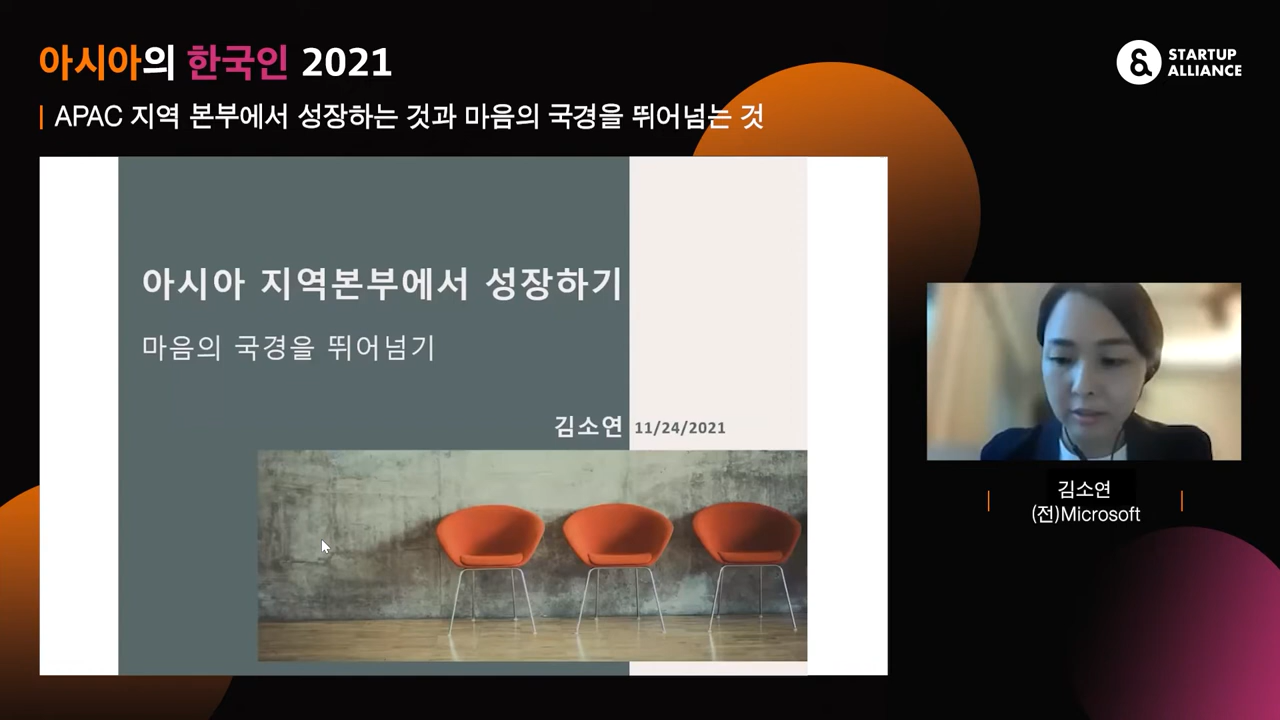 아시아의 한국인 2021
STARTUP
ALLIANCE
APAC 지역 본부에서 성장하는 것과 마음의 국경을 뛰어넘는 것
아시아 지역본부에서 성장하기
마음의 국경을 뛰어넘기
김소연 11/24/2021
김소연
(전)Microsoft